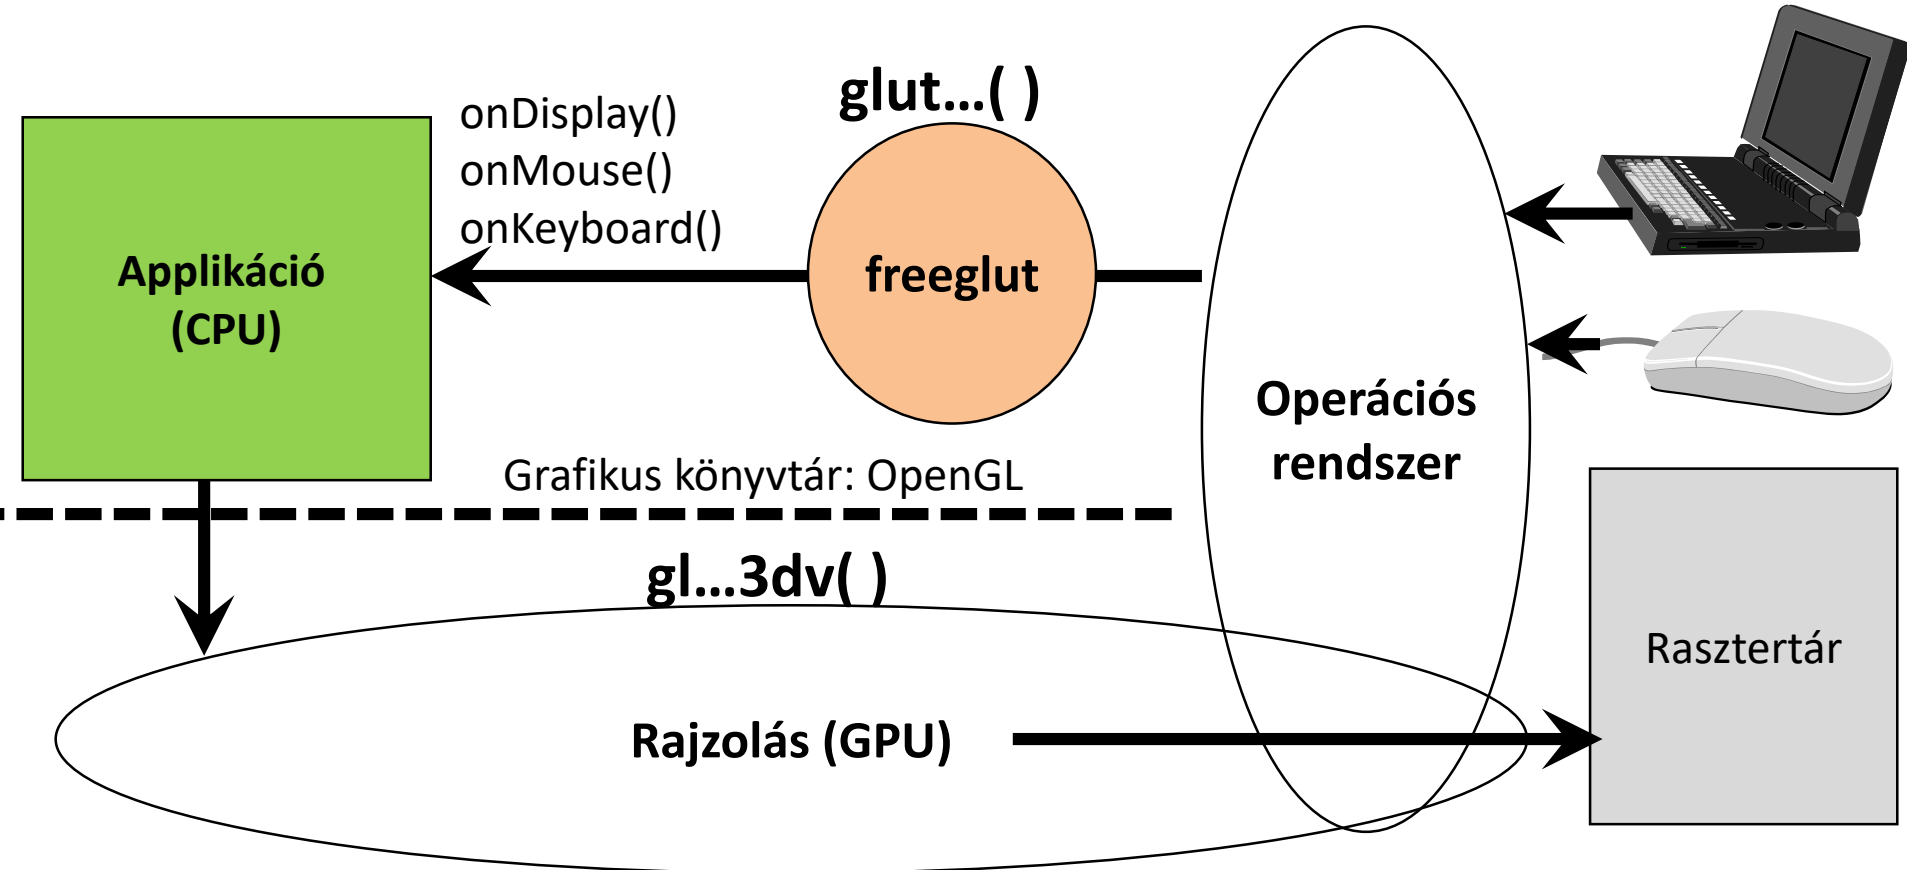 glut...( )
onDisplay()
onMouse()
onKeyboard()
Applikáció
(CPU)
freeglut
Operációs
rendszer
Grafikus könyvtár: OpenGL
gl...3dv( )
Rasztertár
Rajzolás (GPU)